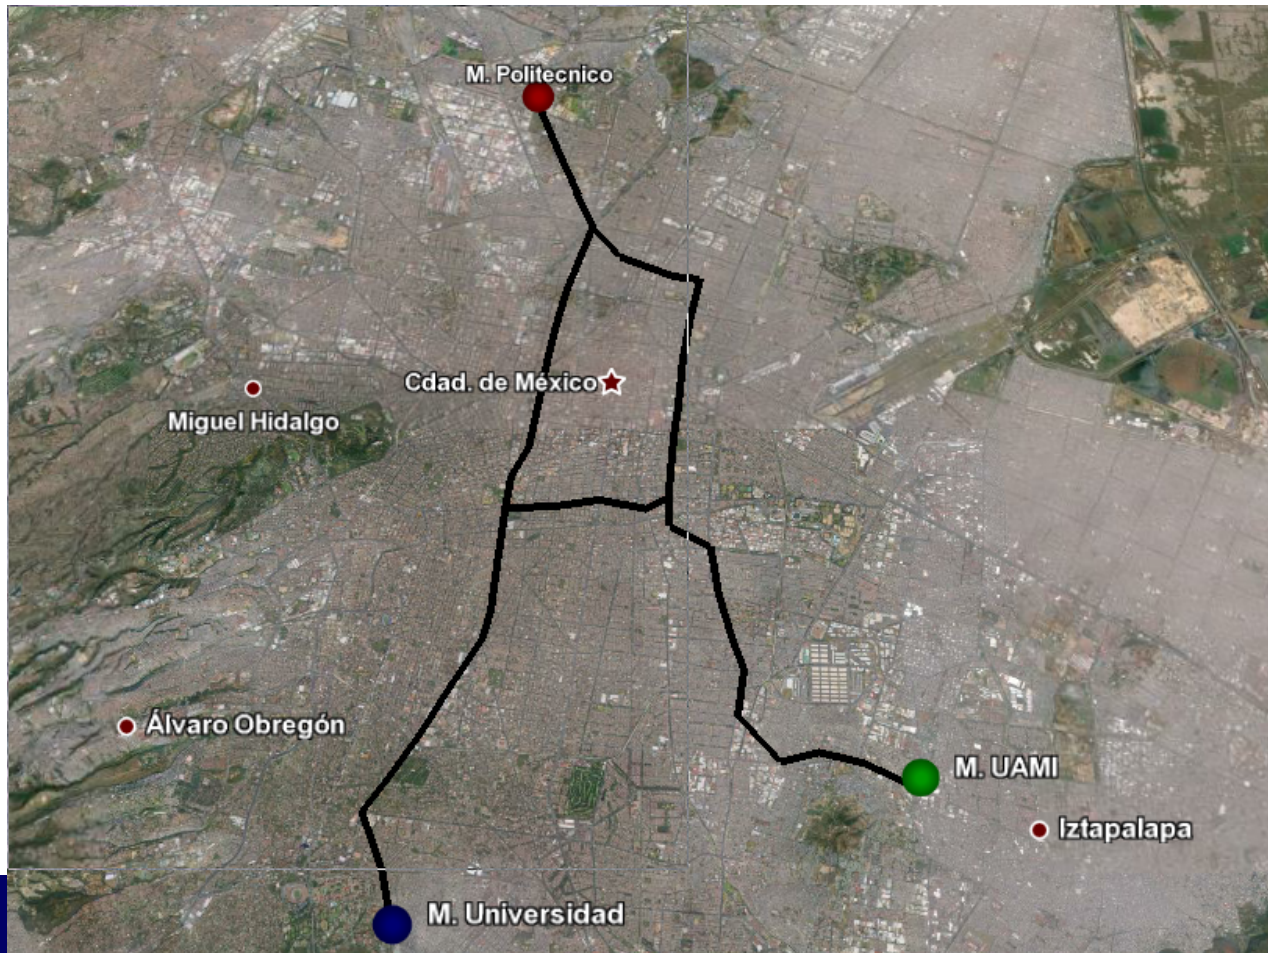 M. Politecnico
Cdad. de México
Miguel Hidalgo
Álvaro Obregón
M. UAMI
Iztapalapa
M. Universidad